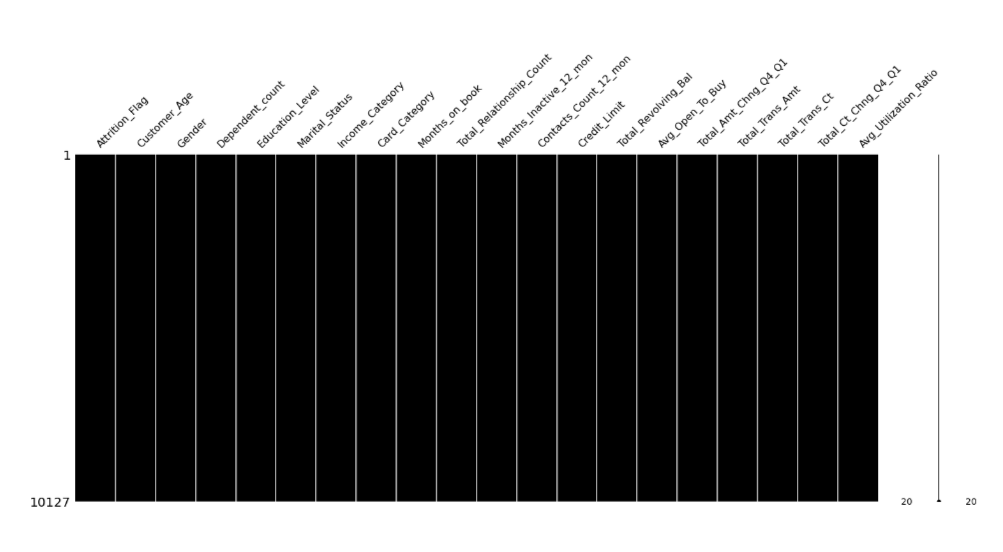 Attrition_Flag
Customer_Age
Gender
Dependent_count
Education_Level
Marital_Status
Income_Category
Card_Category
Months_on_book
Total_Relationship_Count
Months_Inactive_12_mon
Contacts_Count_12_mon
Credit_Limit
Total_Revolving_Bal
Avg_Open_To_Buy
Total_Amt_Chng_Q4_Q1
Total_Trans_Amt
Total_Trans_Ct
Total_Ct_Chng_Q4_Q1
Avg_Utilization_Ratio
1
10127
20 20